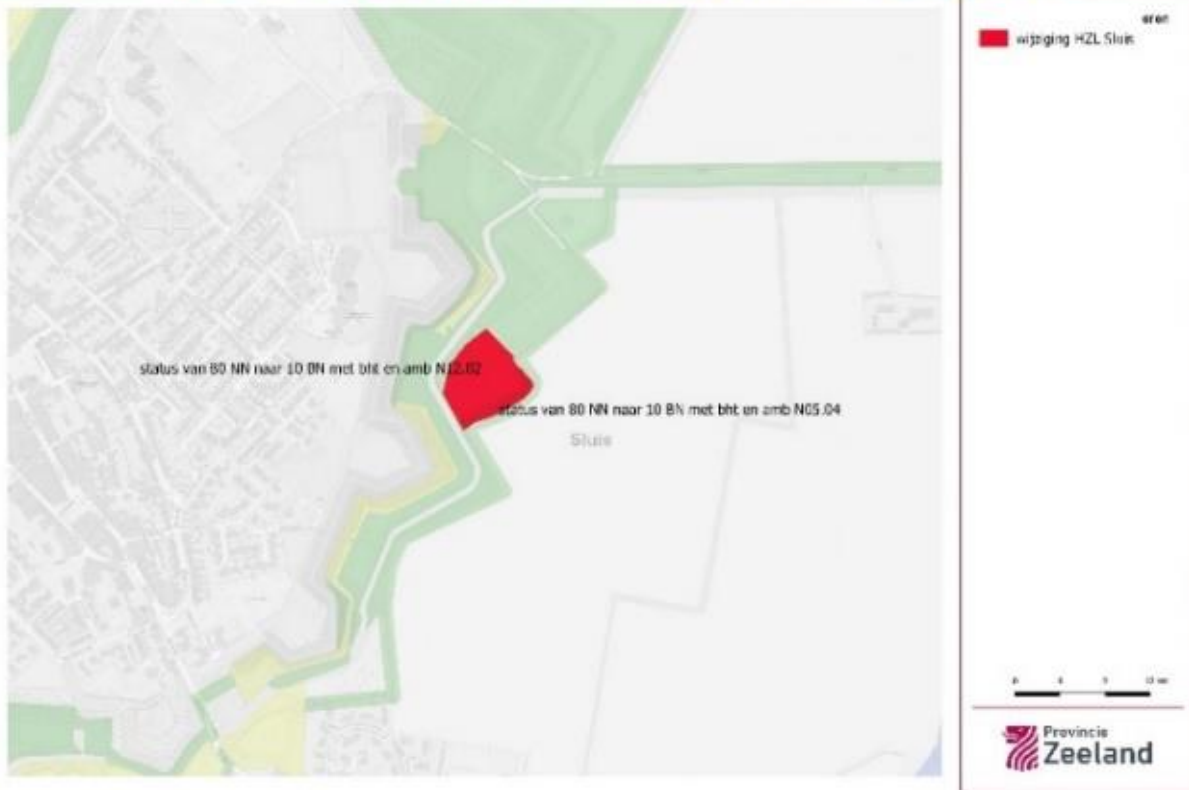 wijziging HZL Sluis
status van 80 NN naar 10 BN met bht en amb N12.02
status van 80 NN naar 10 BN met bht en amb N05.04
Sluis
Provincie
Zeeland